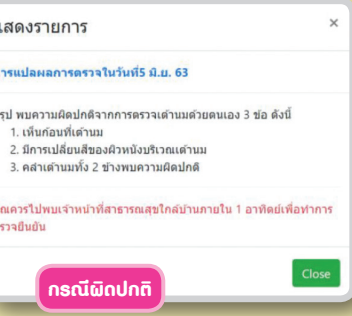 แสดงรายการ ×
การแปลผลการตรวจในวันที่5 มิ.ย. 63
สรุป พบความผิดปกติจากการตรวจเต้านมด้วยตนเอง 3 ข้อ ดังนี้
1. เห็นก้อนที่เต้านม
2. มีการเปลี่ยนสีของผิวหนังบริเวณเต้านม
3. คลำเต้านมทั้ง 2 ข้างพบความผิดปกติ
คุณควรไปพบเจ้าหน้าที่สาธารณสุขใกล้บ้านภายใน 1 อาทิตย์เพื่อทำการ
ตรวจยืนยัน
Close
กรณีผิดปกติ